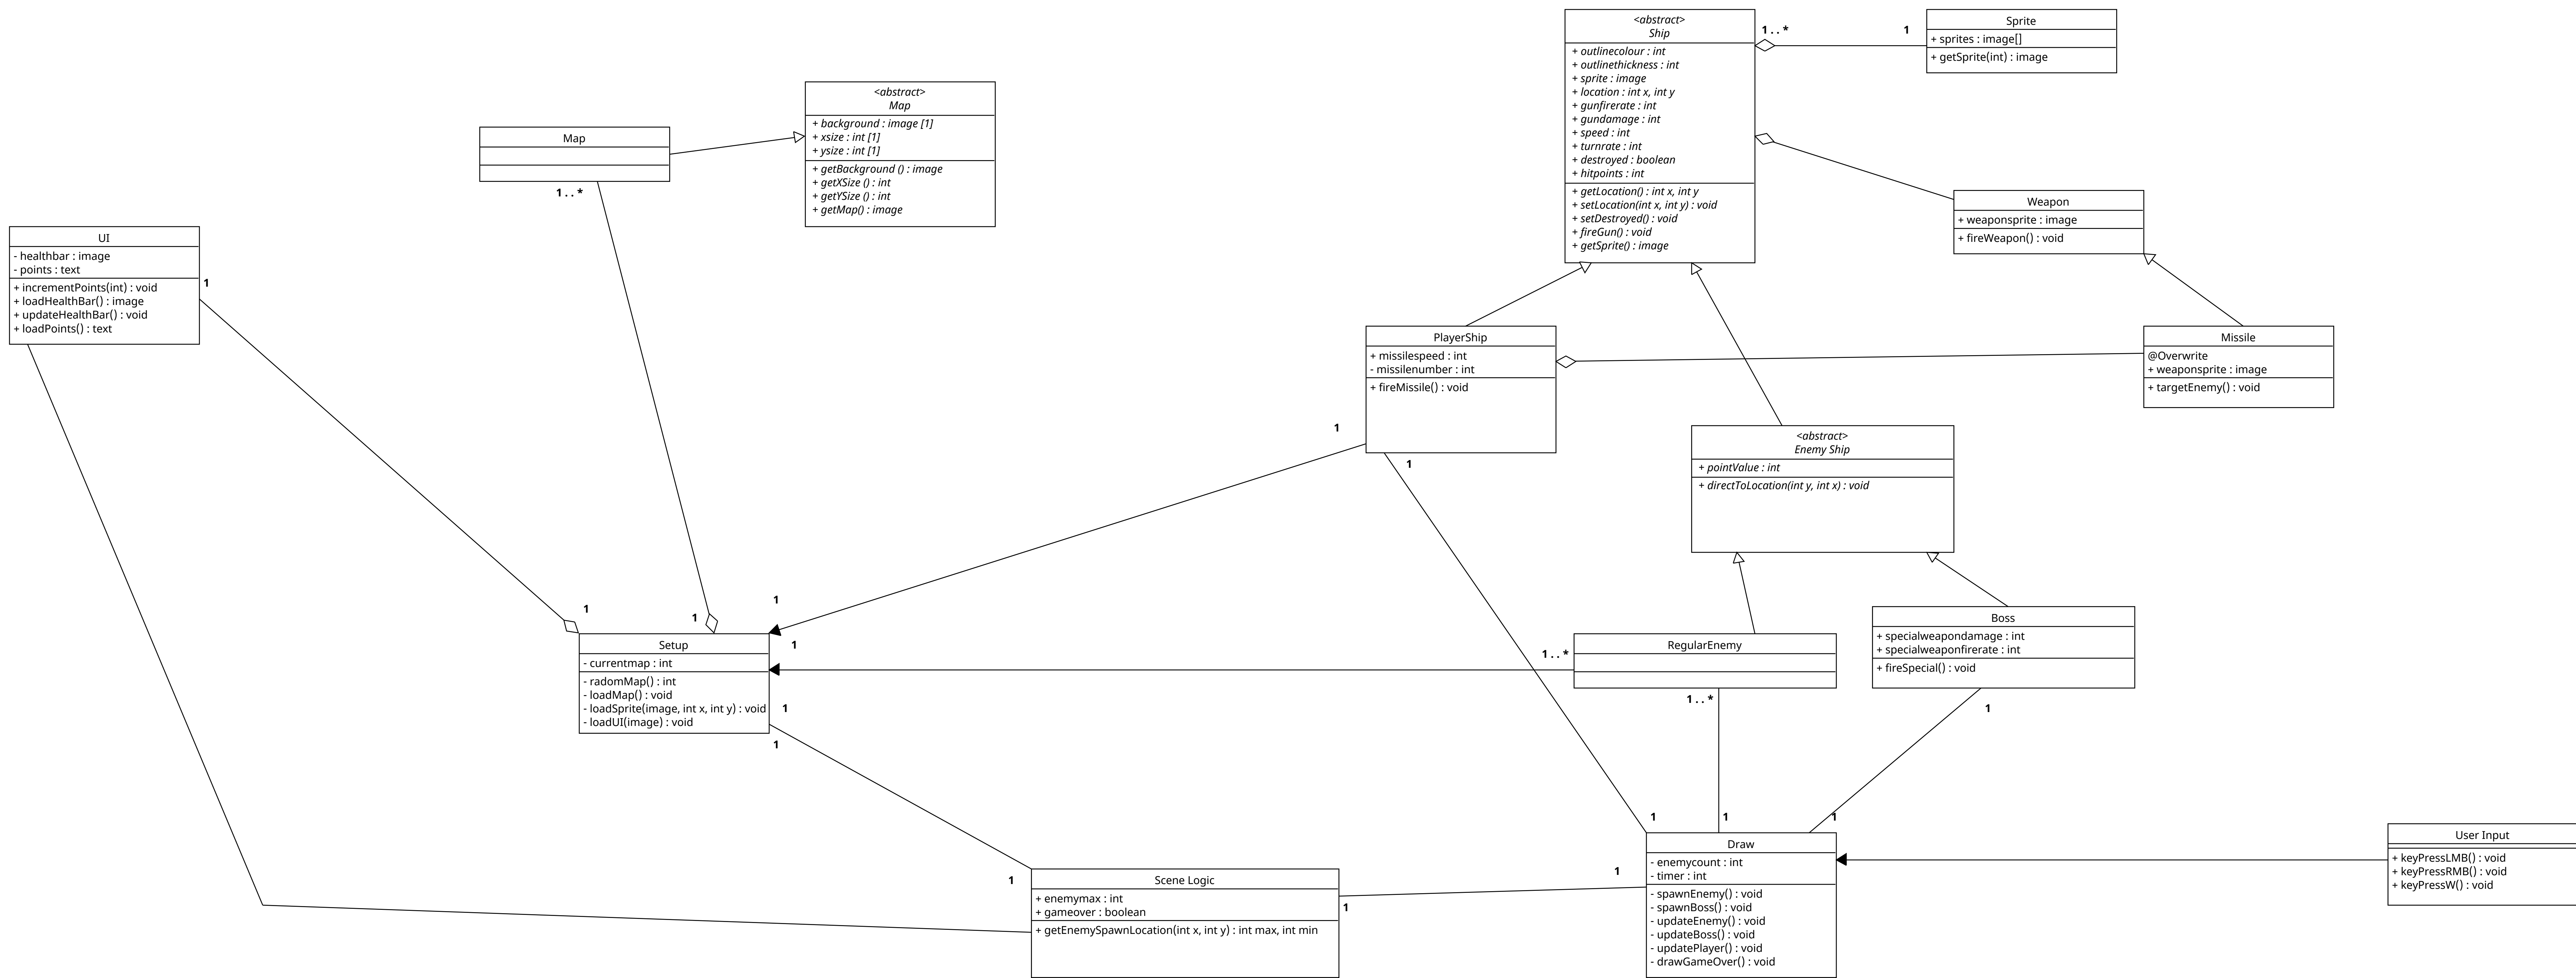 <abstract>
Ship
+ outlinecolour : int
+ outlinethickness : int
+ sprite : image
+ location : int x, int y
+ gunfirerate : int
+ gundamage : int
+ speed : int
+ turnrate : int
+ destroyed : boolean
+ hitpoints : int
+ getLocation() : int x, int y
+ setLocation(int x, int y) : void
+ setDestroyed() : void
+ fireGun() : void
+ getSprite() : image
1 . . *
1
Sprite
+ sprites : image[]
+ getSprite(int) : image
<abstract>
Map
+ background : image [1]
+ xsize : int [1]
+ ysize : int [1]
+ getBackground () : image
+ getXSize () : int
+ getYSize () : int
+ getMap() : image
Map
1 . . *
Weapon
+ weaponsprite : image
+ fireWeapon() : void
UI
- healthbar : image
- points : text
+ incrementPoints(int) : void
+ loadHealthBar() : image
+ updateHealthBar() : void
+ loadPoints() : text
1
PlayerShip
+ missilespeed : int
- missilenumber : int
+ fireMissile() : void
1
1
Missile
@Overwrite
+ weaponsprite : image
+ targetEnemy() : void
<abstract>
Enemy Ship
+ pointValue : int
+ directToLocation(int y, int x) : void
1
1
1
1
Setup
- currentmap : int
- radomMap() : int
- loadMap() : void
- loadSprite(image, int x, int y) : void
- loadUI(image) : void
1
1
1 . . *
RegularEnemy
1 . . *
Boss
+ specialweapondamage : int
+ specialweaponfirerate : int
+ fireSpecial() : void
1
1
1
1
Draw
- enemycount : int
- timer : int
- spawnEnemy() : void
- spawnBoss() : void
- updateEnemy() : void
- updateBoss() : void
- updatePlayer() : void
- drawGameOver() : void
User Input
+ keyPressLMB() : void
+ keyPressRMB() : void
+ keyPressW() : void
1
Scene Logic
+ enemymax : int
+ gameover : boolean
+ getEnemySpawnLocation(int x, int y) : int max, int min
1
1